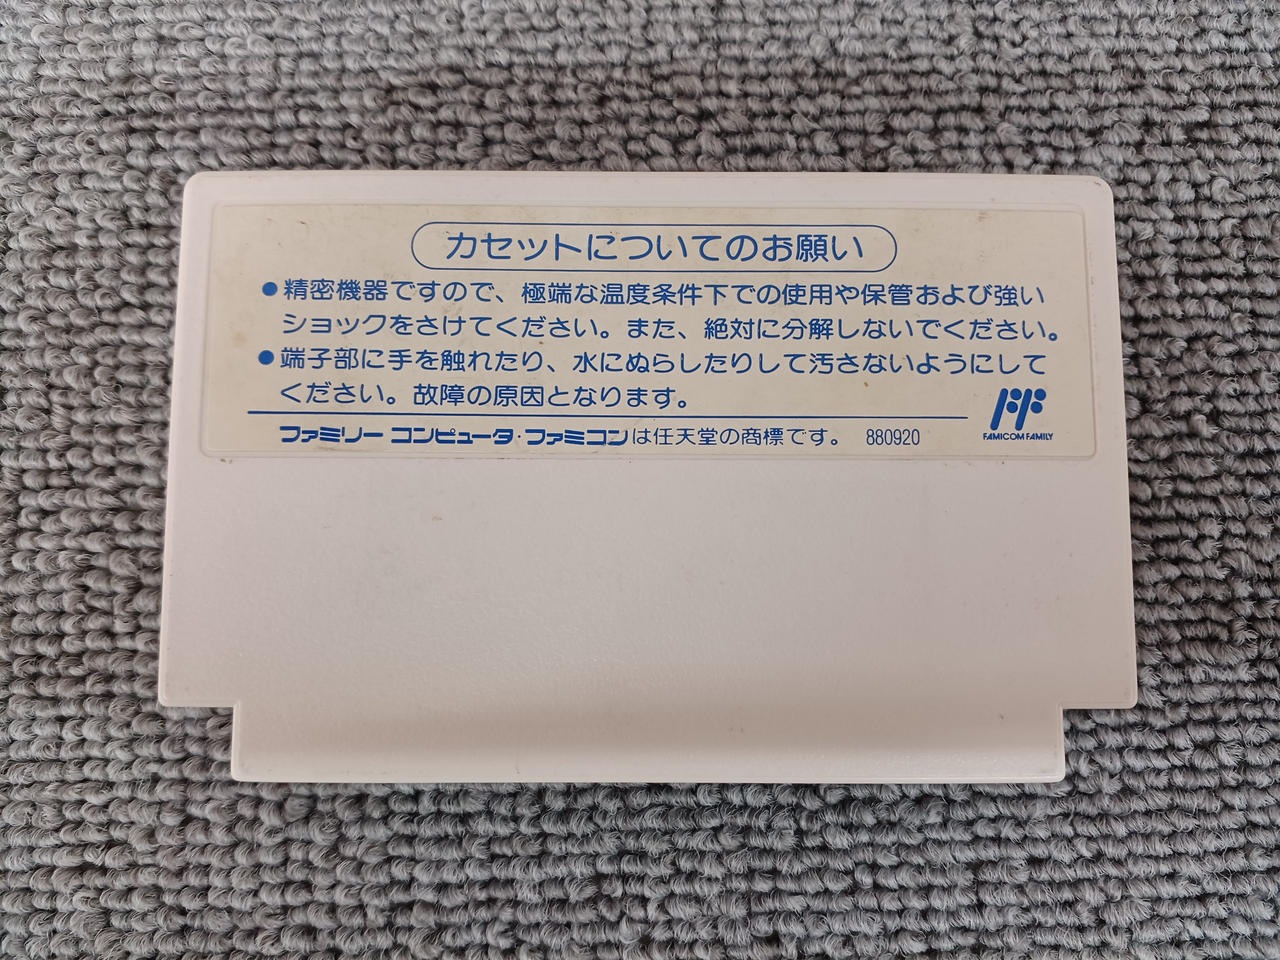 カセットについてのお願い
●精密機器ですので、極端な温度条件下での使用や保管および強い
ショックをさけてください。また、絶対に分解しないでください。
●端子部に手を触れたり、水にぬらしたりして汚さないようにして
ください。故障の原因となります。
ファミリー コンピュータ・ファミコンは任天堂の商標です。 880920
FF
FAMICOM FAMILY